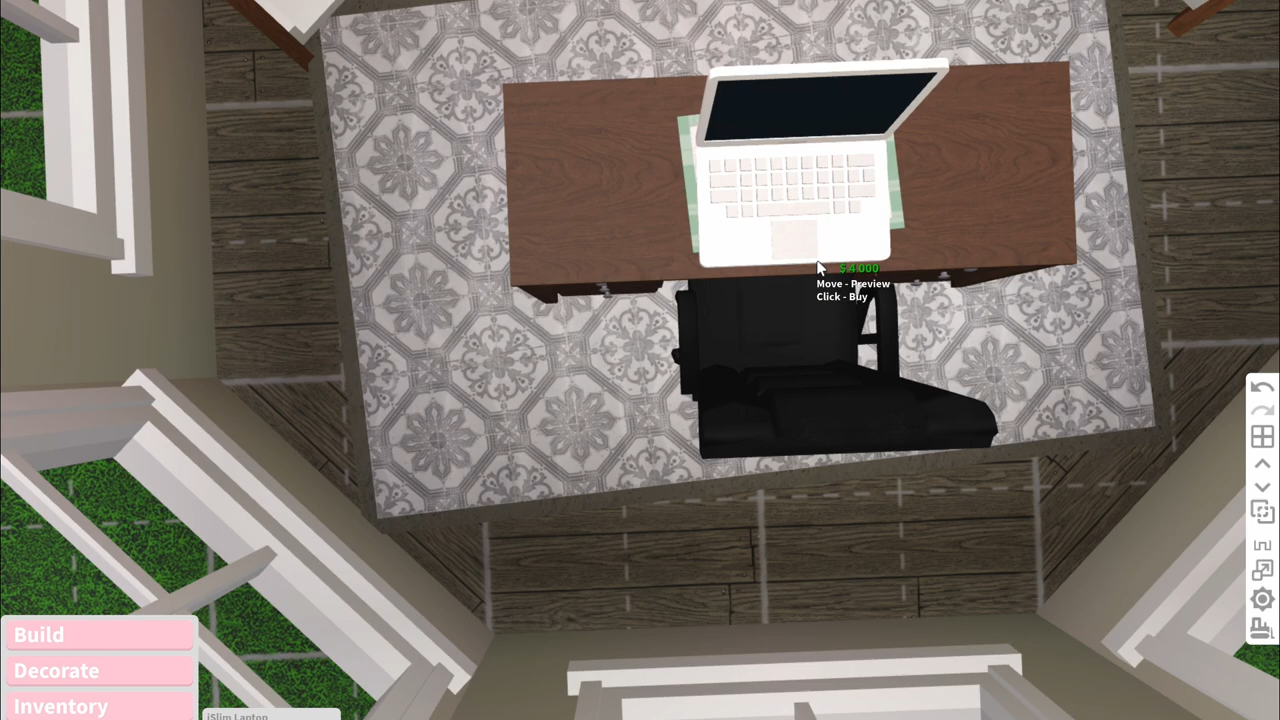 $4,000
Move - Preview
Click - Buy
Build
Decorate
Inventory
iSlim Laptop